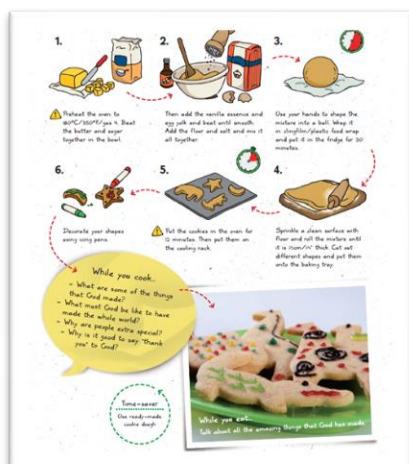 1.
Preheat the oven to
180°C/350°F/gas 4. Beat
the butter and sugar
together in the bowl.
2.
Then add the vanilla essence and
egg yolk and beat until smooth.
Add the flour and salt and mix it
all together.
3.
Use your hands to shape the
mixture into a ball. Wrap it
in clingfilm/plastic food wrap
and put it in the fridge for 30
minutes.
4.
Sprinkle a clean surface with
flour and roll the mixture until
it is thick. Cut out
different shapes and put them
onto the baking tray.
5.
Put the cookies in the oven for
12 minutes. Then put them on
the cooling rack.
6.
Decorate your shapes
using icing pens.
While you cook...
- What are some of the things
that God made?
- What must God be like to have
made the whole world?
- Why are people extra special?
- Why is it good to say "thank
you" to God?
Time-saver
Use ready-made
cookie dough
While you eat...
Talk about all the amazing things that God has made.